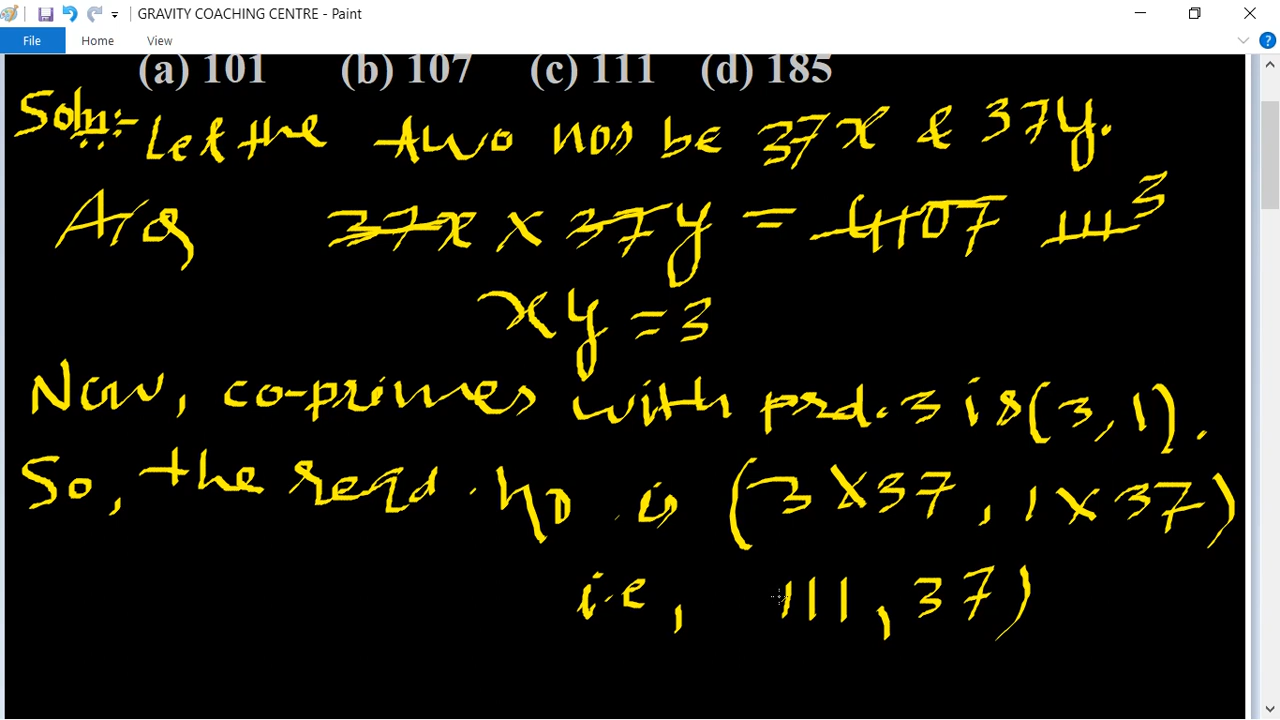 GRAVITY COACHING CENTRE - Paint
File Home View
(a) 101 (b) 107 (c) 111 (d) 185
Soln:- Let the two nos be 37x & 37y.
A/Q 37x × 37y = 4107 111 3
xy = 3
Now, co-primes with prd. 3 is (3, 1).
So, the reqd. no is (3 × 37, 1 × 37)
i.e, 111, 37)